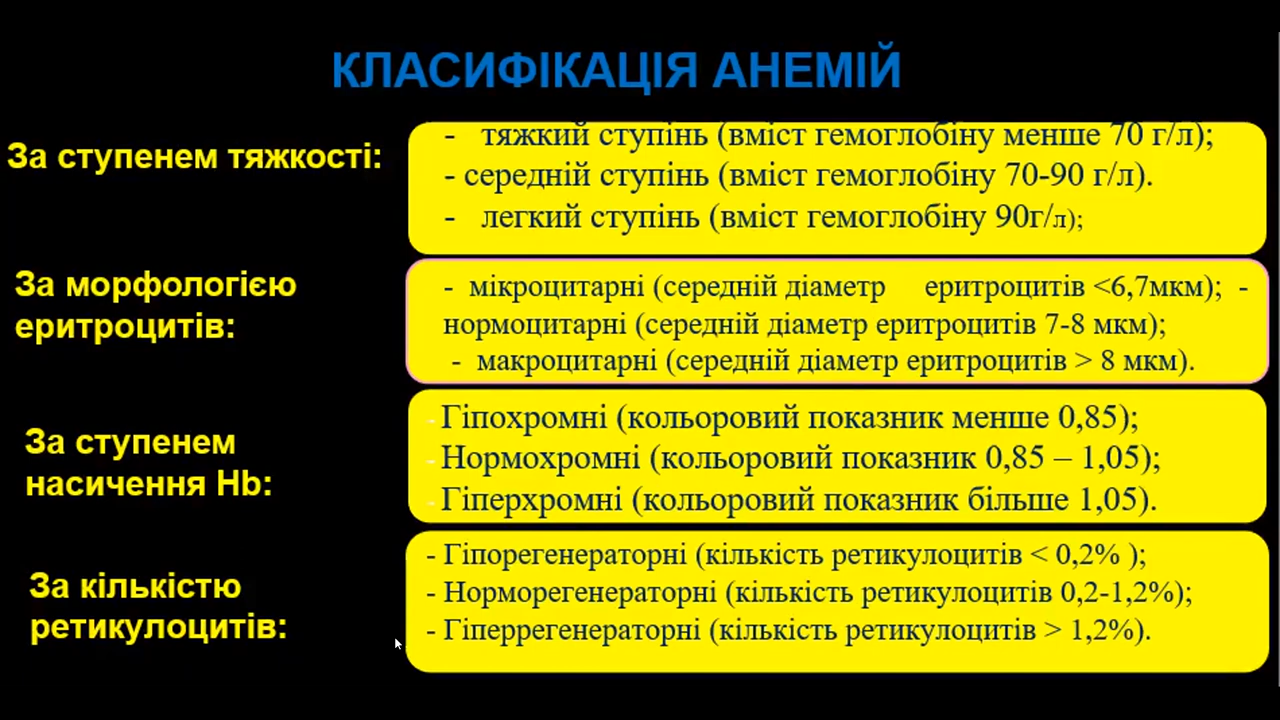 КЛАСИФІКАЦІЯ АНЕМІЙ
За ступенем тяжкості:
- тяжкий ступінь (вміст гемоглобіну менше 70 г/л);
- середній ступінь (вміст гемоглобіну 70-90 г/л).
- легкий ступінь (вміст гемоглобіну 90г/л);
За морфологією
еритроцитів:
- мікроцитарні (середній діаметр еритроцитів <6,7мкм); -
нормоцитарні (середній діаметр еритроцитів 7-8 мкм);
- макроцитарні (середній діаметр еритроцитів > 8 мкм).
За ступенем
насичення Hb:
- Гіпохромні (кольоровий показник менше 0,85);
- Нормохромні (кольоровий показник 0,85 – 1,05);
- Гіперхромні (кольоровий показник більше 1,05).
За кількістю
ретикулоцитів:
- Гіпорегенераторні (кількість ретикулоцитів < 0,2% );
- Норморегенераторні (кількість ретикулоцитів 0,2-1,2%);
- Гіперрегенераторні (кількість ретикулоцитів > 1,2%).